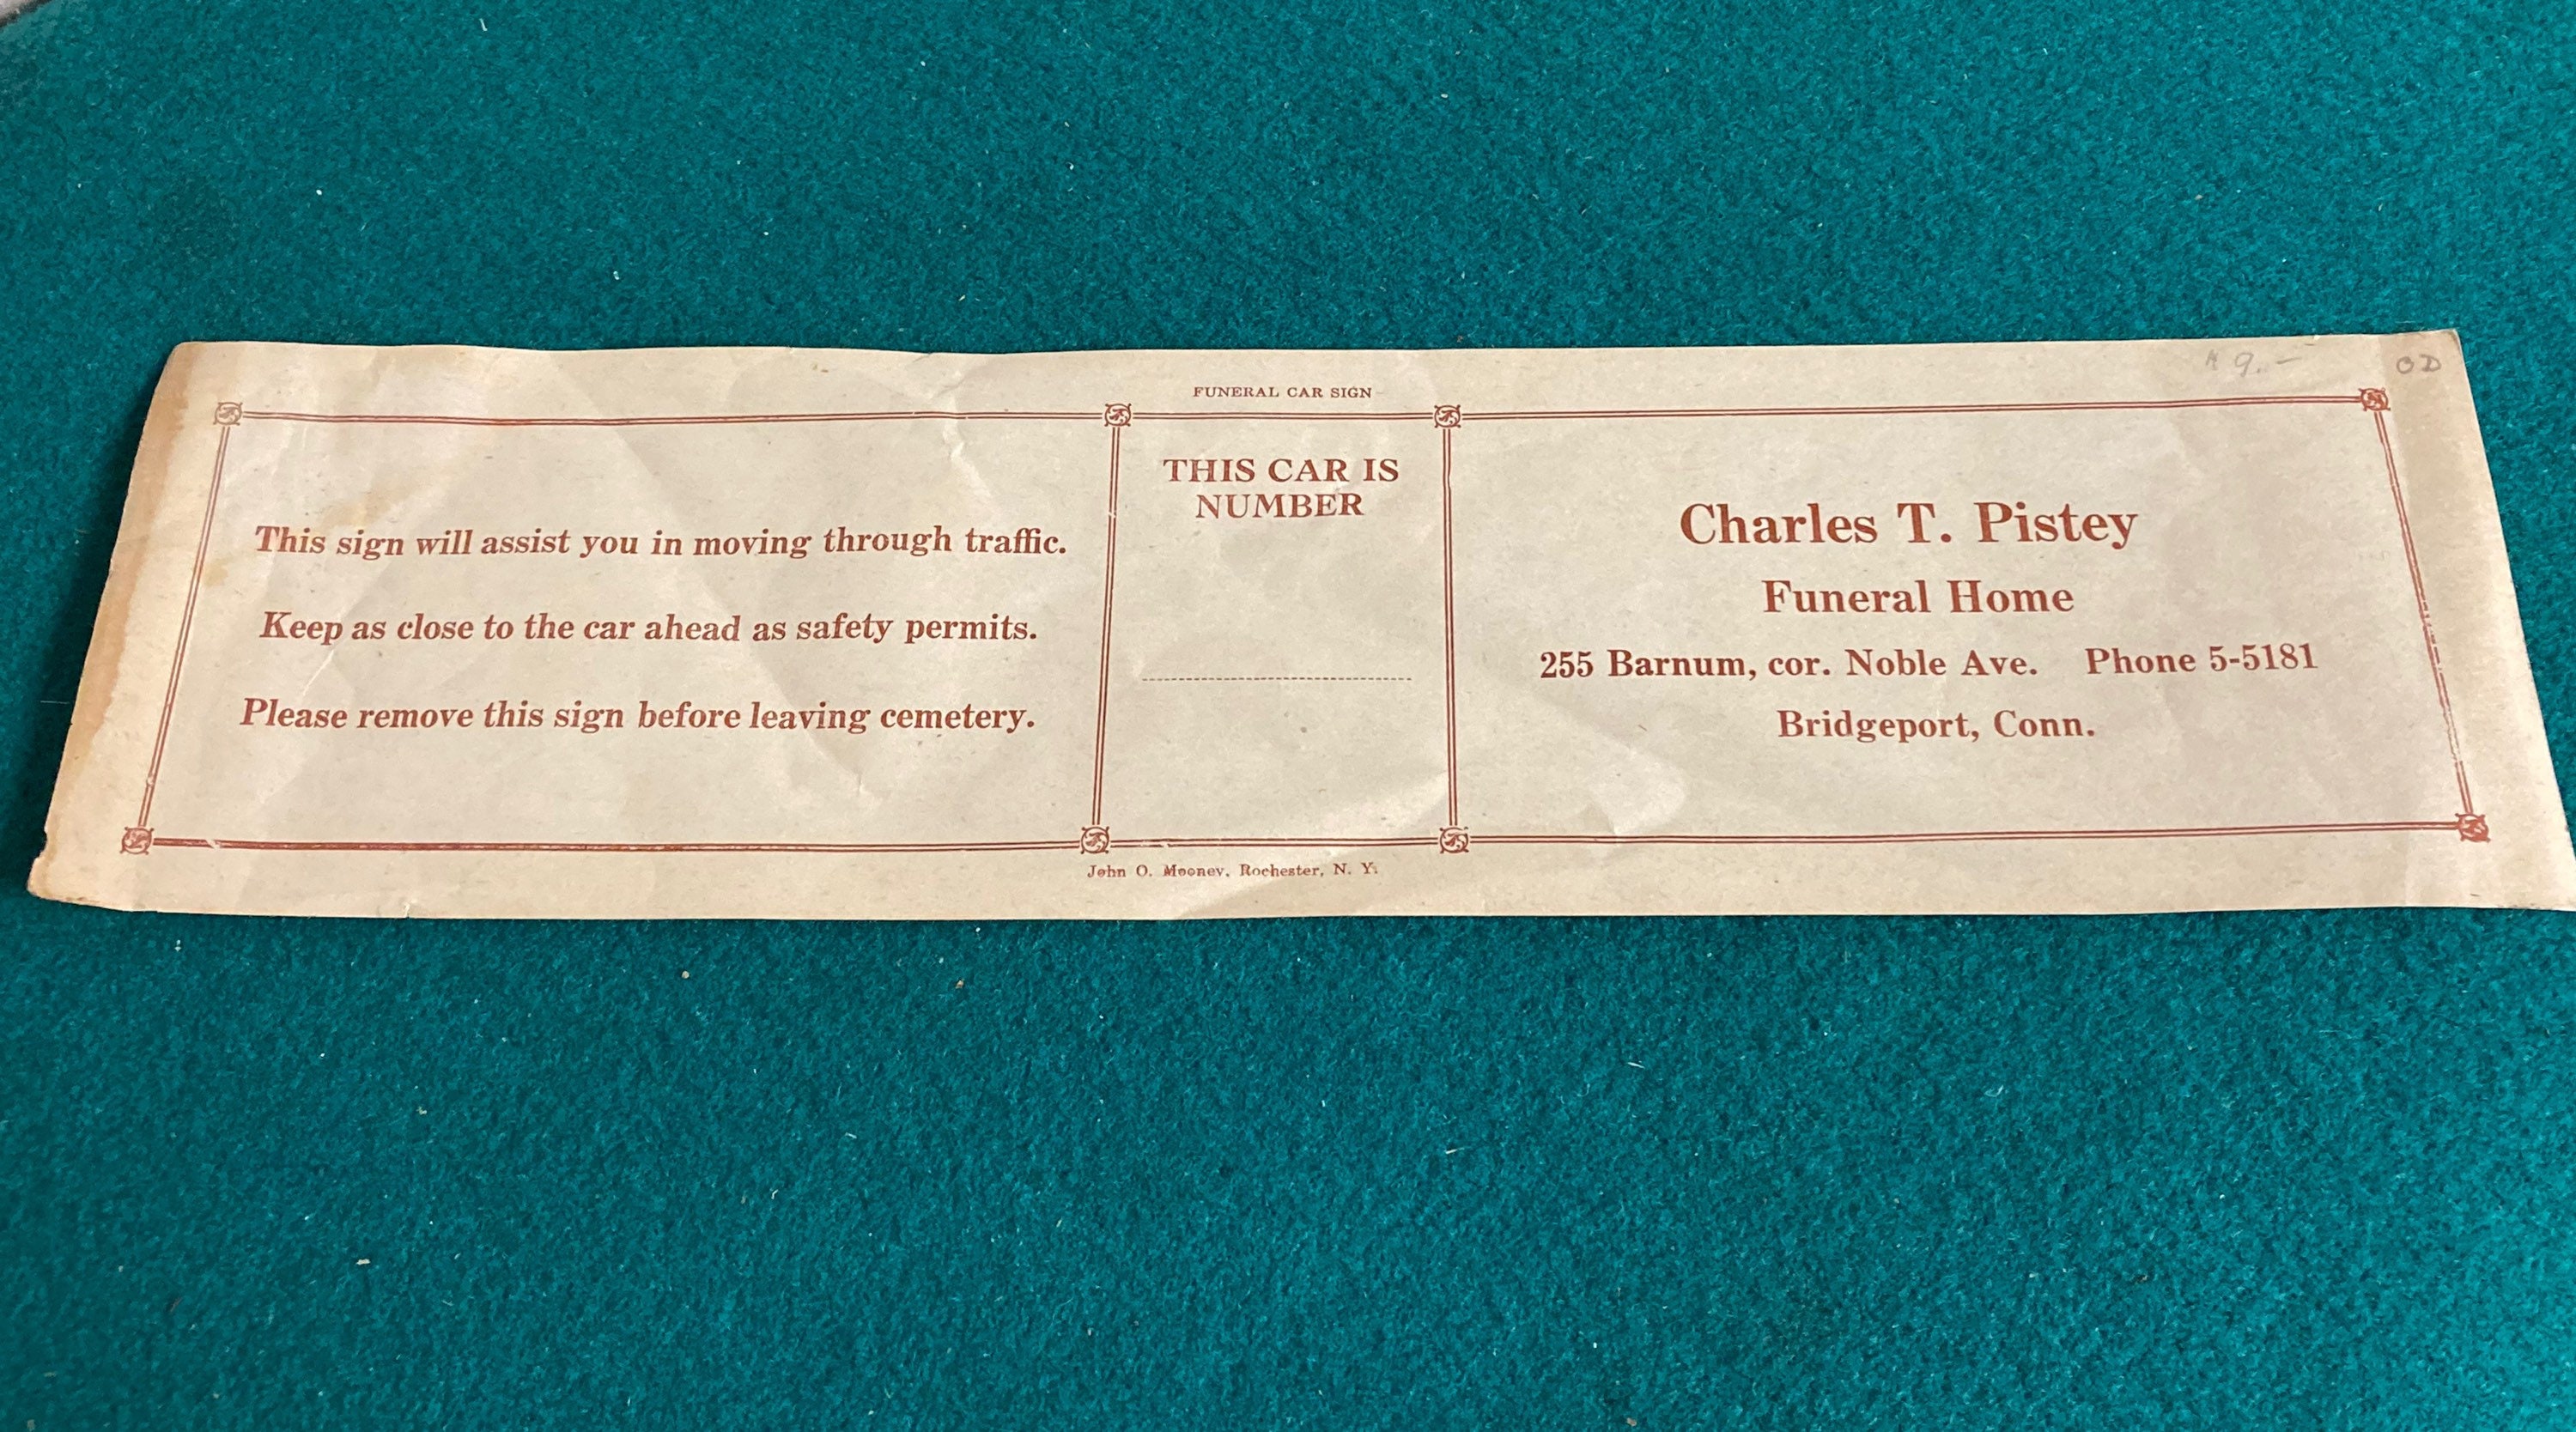 FUNERAL CAR SIGN
9.— OD
This sign will assist you in moving through traffic.
Keep as close to the car ahead as safety permits.
Please remove this sign before leaving cemetery.
THIS CAR IS
NUMBER
Charles T. Pistey
Funeral Home
255 Barnum, cor. Noble Ave. Phone 5-5181
Bridgeport, Conn.
John O. Mooney, Rochester, N. Y.